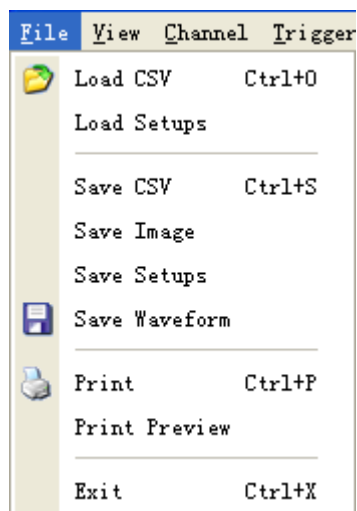 File View Channel Trigger
Load CSV Ctrl+O
Load Setups
Save CSV Ctrl+S
Save Image
Save Setups
Save Waveform
Print Ctrl+P
Print Preview
Exit Ctrl+X